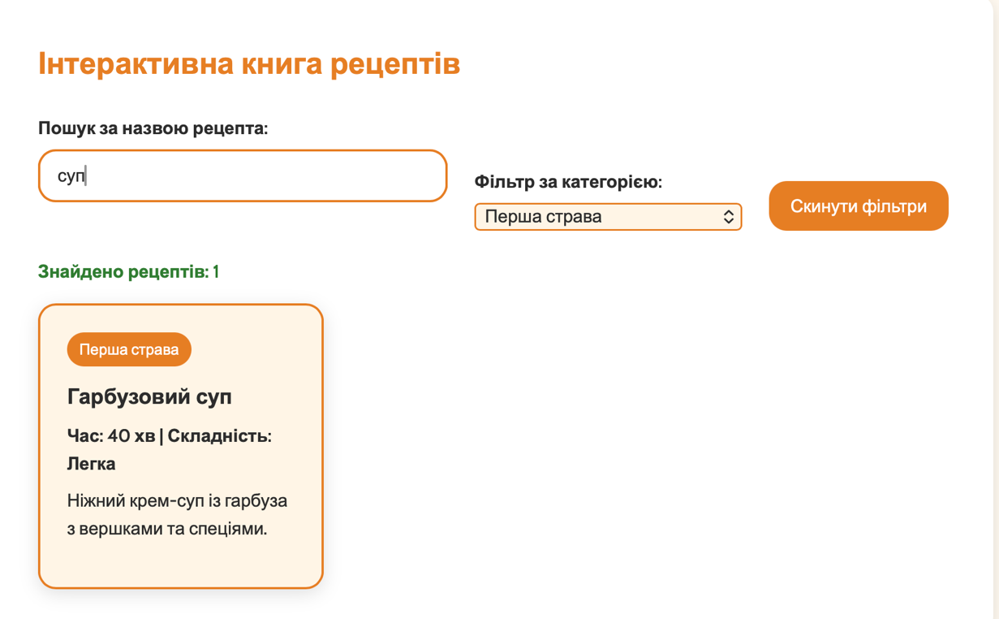 Інтерактивна книга рецептів
Пошук за назвою рецепта:
суп
Фільтр за категорією:
Перша страва
Скинути фільтри
Знайдено рецептів: 1
Перша страва
Гарбузовий суп
Час: 40 хв | Складність:
Легка
Ніжний крем-суп із гарбуза
з вершками та спеціями.